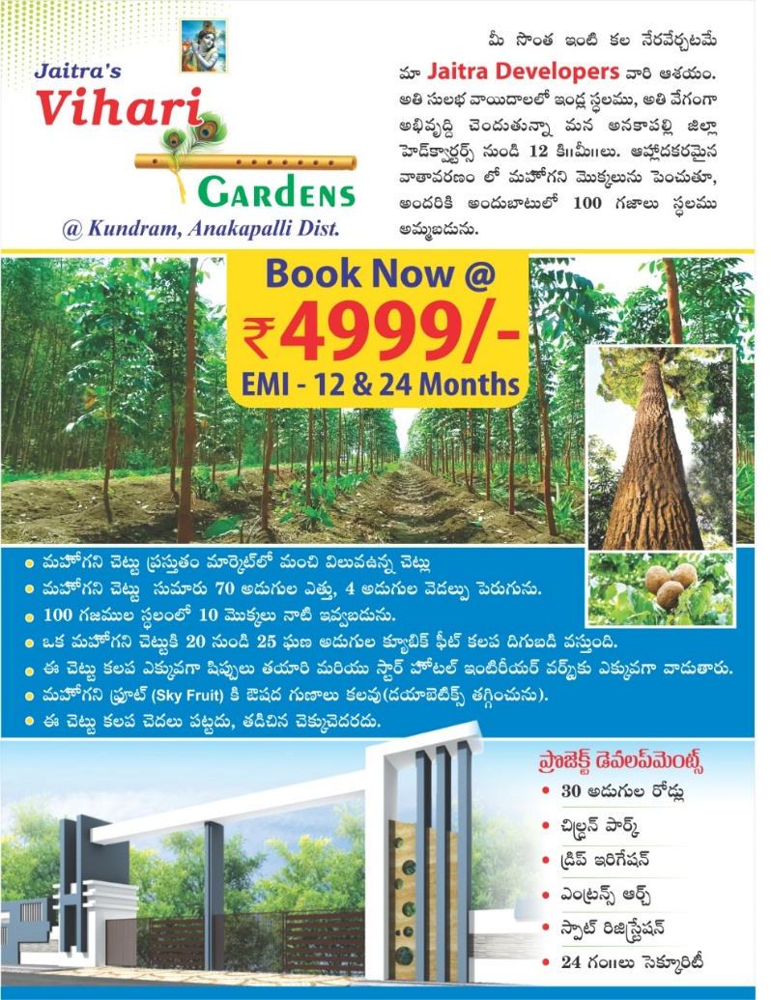 Jaitra's
Vihari
GARdENS
@ Kundram, Anakapalli Dist.
మీ సొంత ఇంటి కల నేరవేర్చటమే
మా Jaitra Developers వారి ఆశయం.
అతి సులభ వాయిదాలలో ఇండ్ల స్ధలము, అతి వేగంగా
అభివృద్ది చెందుతున్నా మన అనకాపల్లి జిల్లా
హెడ్‌క్వార్టర్స్ నుండి 12 కి॥మీ॥లు. ఆహ్లాదకరమైన
వాతావరణం లో మహోగని మొక్కలును పెంచుతూ,
అందరికి అందుబాటులో 100 గజాలు స్ధలము
అమ్మబడును.
Book Now @
₹4999/-
EMI - 12 & 24 Months
• మహోగని చెట్టు ప్రస్తుతం మార్కెట్‌లో మంచి విలువఉన్న చెట్లు
• మహోగని చెట్టు సుమారు 70 అడుగుల ఎత్తు, 4 అడుగుల వెడల్పు పెరుగును.
• 100 గజముల స్ధలంలో 10 మొక్కలు నాటి ఇవ్వబడును.
• ఒక మహోగని చెట్టుకి 20 నుండి 25 ఘణ అడుగుల క్యూబిక్ ఫీట్ కలప దిగుబడి వస్తుంది.
• ఈ చెట్టు కలప ఎక్కువగా షిప్పులు తయారి మరియు స్టార్ హోటల్ ఇంటిరీయర్ వర్క్స్‌కు ఎక్కువగా వాడుతారు.
• మహోగని ఫ్రూట్ (Sky Fruit) కి ఔషద గుణాలు కలవు(దయాబెటిక్స్ తగ్గించును).
• ఈ చెట్టు కలప చెదలు పట్టదు, తడిచిన చెక్కుచెదరదు.
ప్రాజెక్ట్ డెవలప్‌మెంట్స్
• 30 అడుగుల రోడ్లు
• చిల్డ్రన్ పార్క్
• డ్రిప్ ఇరిగేషన్
• ఎంట్రన్స్ ఆర్చ్
• స్పాట్ రిజిస్ట్రేషన్
• 24 గం॥లు సెక్కూరిటీ